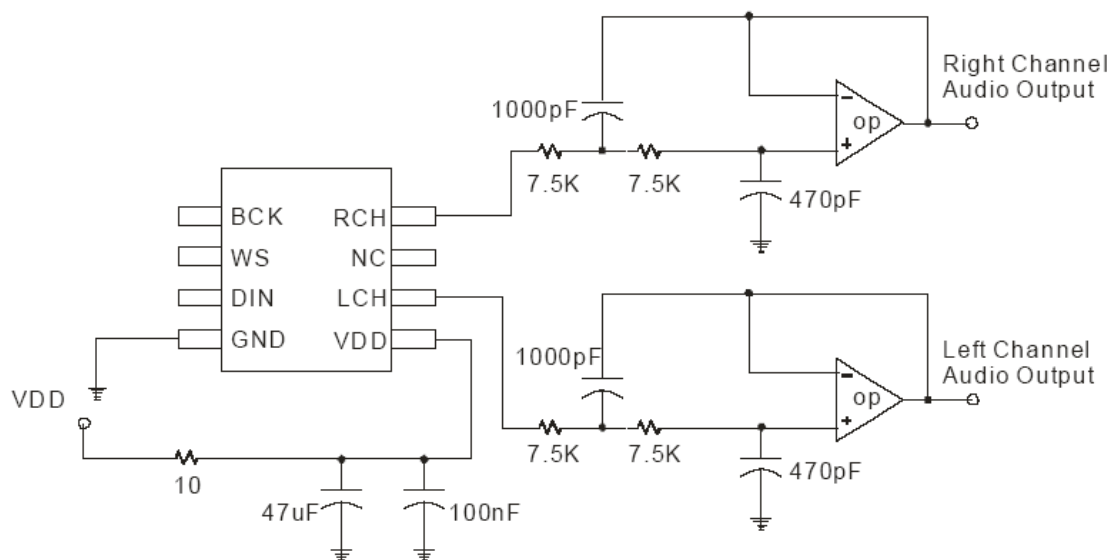 Right Channel
Audio Output
1000pF
op
7.5K
7.5K
470pF
BCK
RCH
WS
NC
DIN
LCH
GND
VDD
1000pF
Left Channel
Audio Output
op
VDD
7.5K
7.5K
470pF
10
47uF
100nF